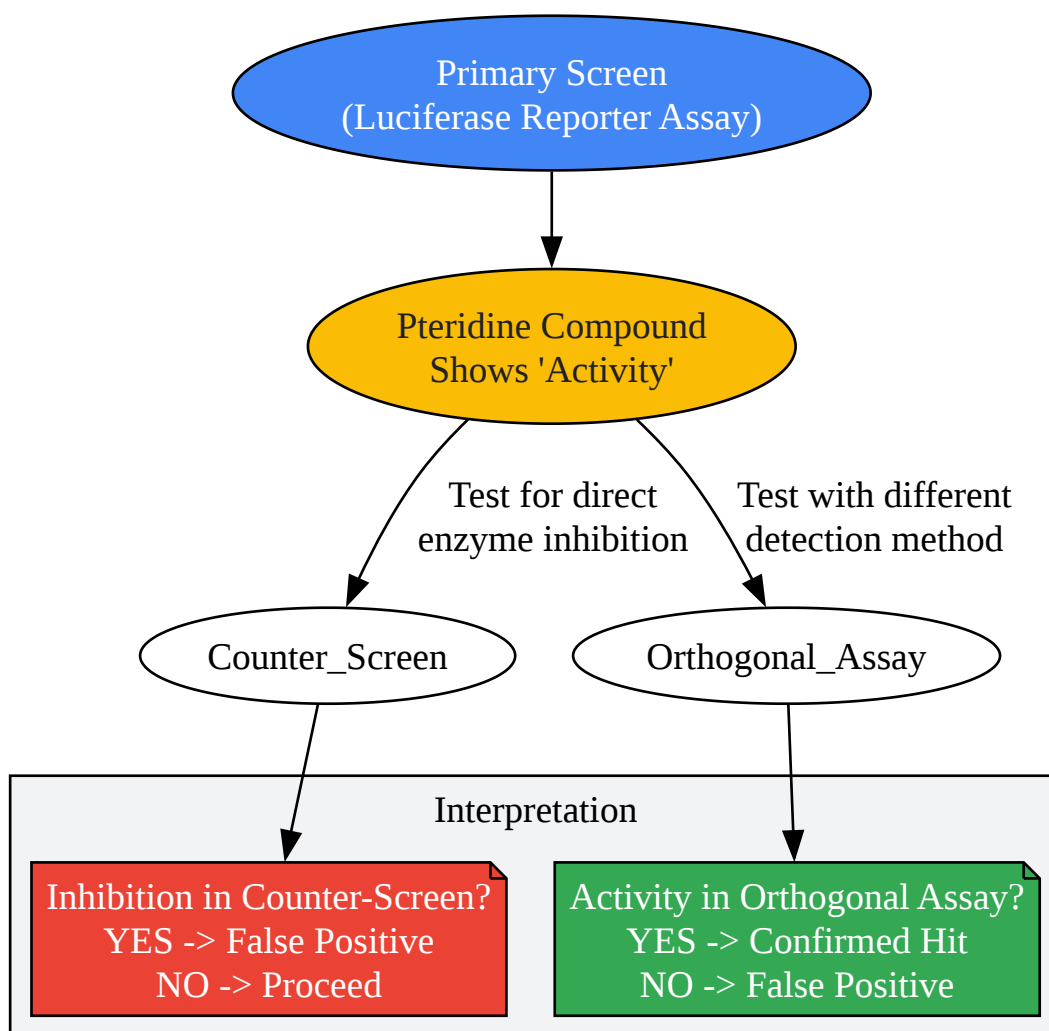 Primary Screen
(Luciferase Reporter Assay)
Pteridine Compound
Shows 'Activity'
Test for direct
enzyme inhibition
Test with different
detection method
Counter_Screen
Orthogonal_Assay
Interpretation
Inhibition in Counter-Screen?
YES -> False Positive
NO -> Proceed
Activity in Orthogonal Assay?
YES -> Confirmed Hit
NO -> False Positive